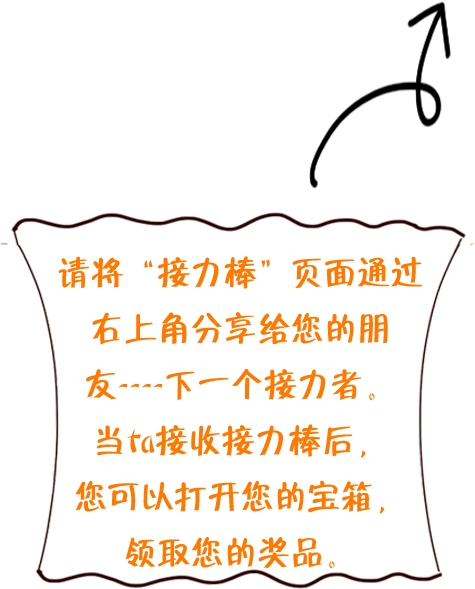 请将“接力棒”页面通过
右上角分享给您的朋
友----下一个接力者。
当ta接收接力棒后，
您可以打开您的宝箱，
领取您的奖品。